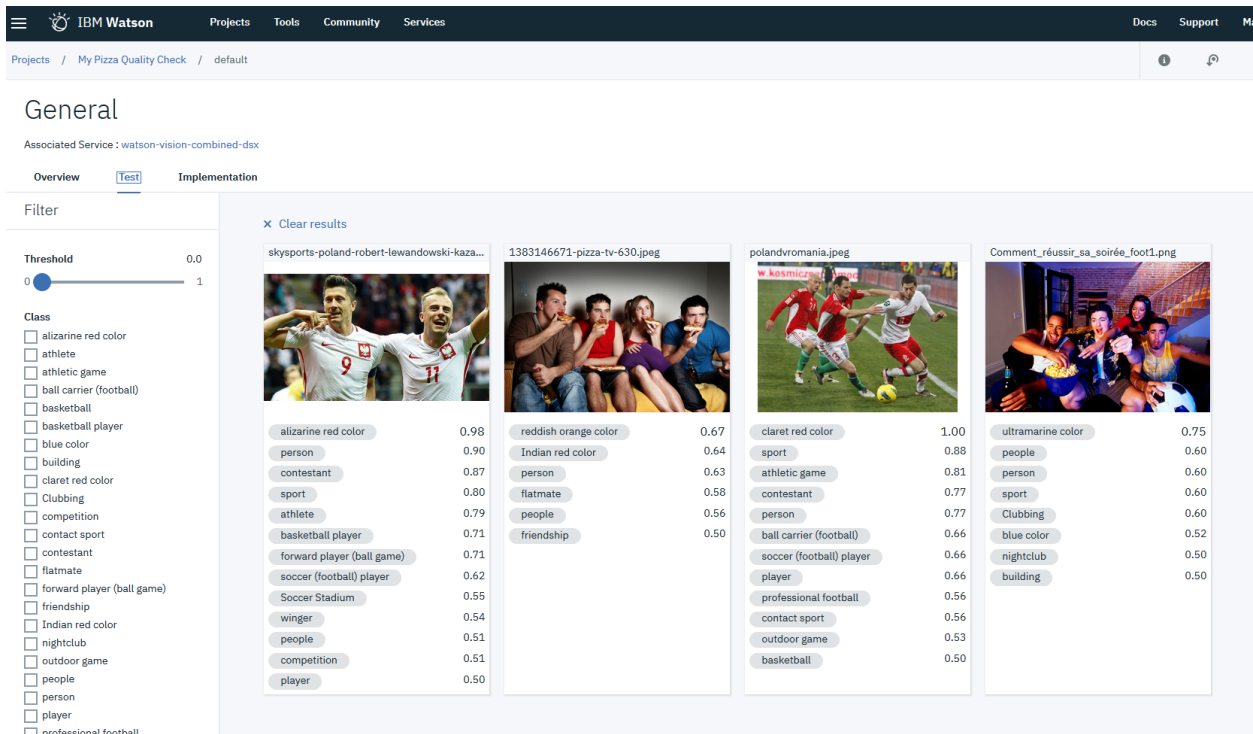 IBM Watson Projects Tools Community Services Docs Support
Projects / My Pizza Quality Check / default
General
Associated Service : watson-vision-combined-dsx
Overview Test Implementation
Filter
Threshold 0.0
0 1
Class
alizarine red color
athlete
athletic game
ball carrier (football)
basketball
basketball player
blue color
building
claret red color
Clubbing
competition
contact sport
contestant
flatmate
forward player (ball game)
friendship
Indian red color
nightclub
outdoor game
people
person
player
professional football
× Clear results
skysports-poland-robert-lewandowski-kaza...
9
11
alizarine red color 0.98
person 0.90
contestant 0.87
sport 0.80
athlete 0.79
basketball player 0.71
forward player (ball game) 0.71
soccer (football) player 0.62
Soccer Stadium 0.55
winger 0.54
people 0.51
competition 0.51
player 0.50
1383146671-pizza-tv-630.jpeg
reddish orange color 0.67
Indian red color 0.64
person 0.63
flatmate 0.58
people 0.56
friendship 0.50
polandvromania.jpeg
claret red color 1.00
sport 0.88
athletic game 0.81
contestant 0.77
person 0.77
ball carrier (football) 0.66
soccer (football) player 0.66
player 0.66
professional football 0.56
contact sport 0.56
outdoor game 0.53
basketball 0.50
Comment_réussir_sa_soirée_foot1.png
ultramarine color 0.75
people 0.60
person 0.60
sport 0.60
Clubbing 0.60
blue color 0.52
nightclub 0.50
building 0.50